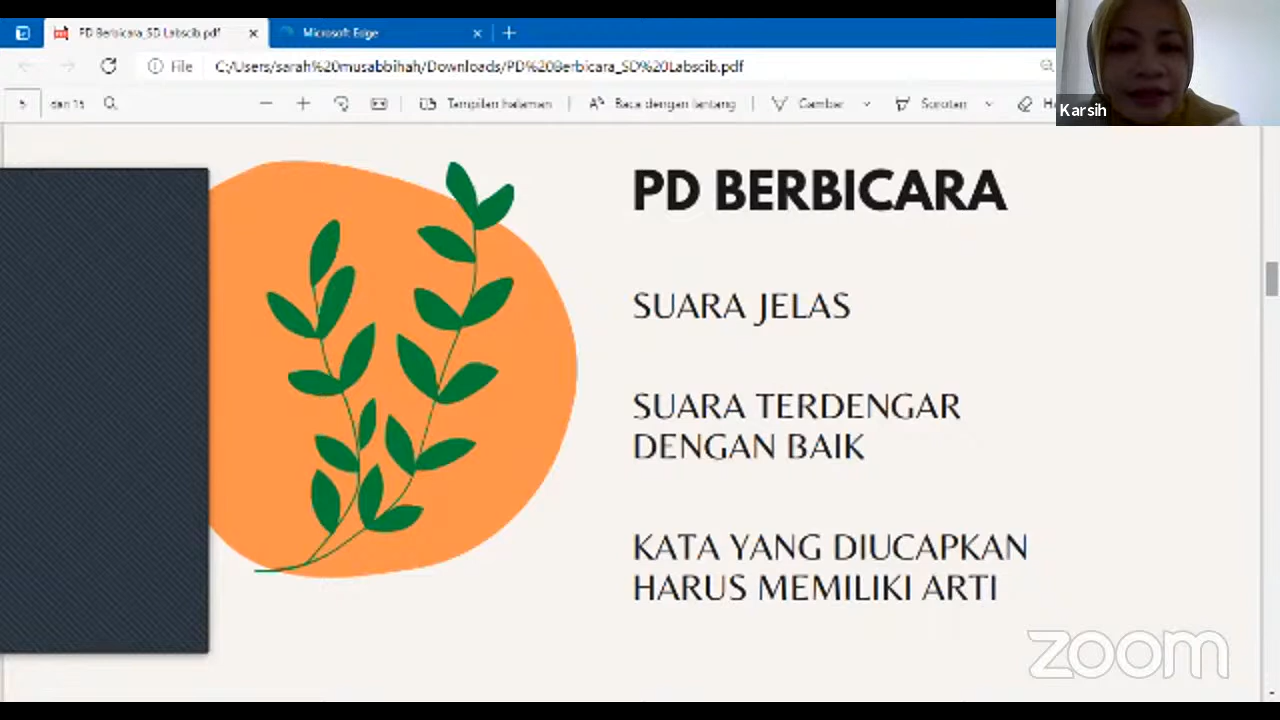 PD Berbicara_SD Labscib.pdf
Microsoft Edge
File
C:/Users/sarah%20musabbihah/Downloads/PD%20Berbicara_SD%20Labscib.pdf
5 dari 15
Tampilan halaman
Baca dengan lantang
Gambar
Sorotan
Karsih
PD BERBICARA
SUARA JELAS
SUARA TERDENGAR
DENGAN BAIK
KATA YANG DIUCAPKAN
HARUS MEMILIKI ARTI
zoom